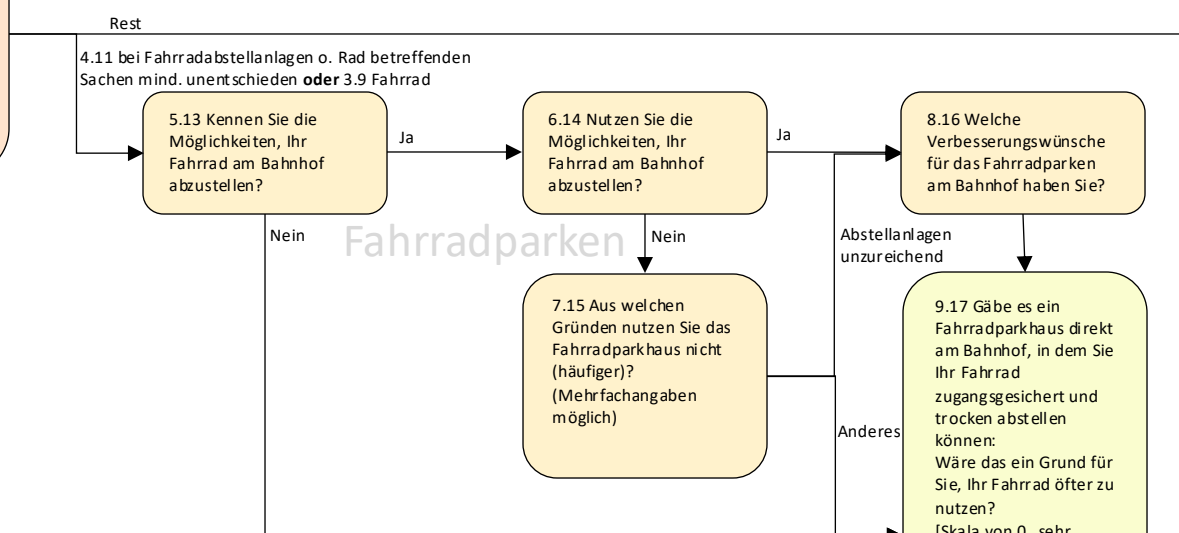 Rest
4.11 bei Fahrradabstellanlagen o. Rad betreffenden
Sachen mind. unentschieden oder 3.9 Fahrrad
5.13 Kennen Sie die
Möglichkeiten, Ihr
Fahrrad am Bahnhof
abzustellen?
Ja
6.14 Nutzen Sie die
Möglichkeiten, Ihr
Fahrrad am Bahnhof
abzustellen?
Ja
8.16 Welche
Verbesserungswünsche
für das Fahrradparken
am Bahnhof haben Sie?
Nein
Fahrradparken
Nein
Abstellanlagen
unzureichend
7.15 Aus welchen
Gründen nutzen Sie das
Fahrradparkhaus nicht
(häufiger)?
(Mehrfachangaben
möglich)
Anderes
9.17 Gäbe es ein
Fahrradparkhaus direkt
am Bahnhof, in dem Sie
Ihr Fahrrad
zugangsgesichert und
trocken abstellen
können:
Wäre das ein Grund für
Sie, Ihr Fahrrad öfter zu
nutzen?
[Skala von 0 sehr